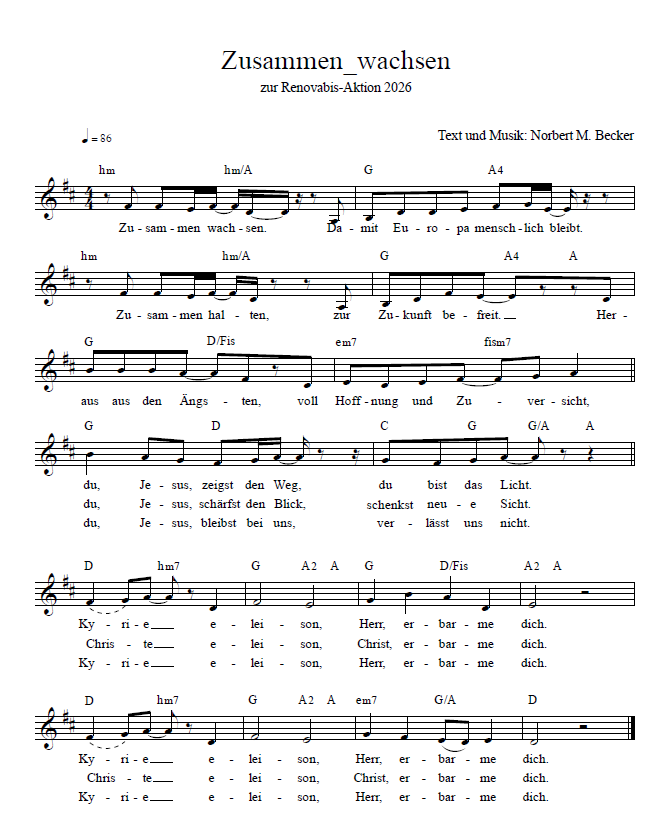 Zusammen_wachsen
zur Renovabis-Aktion 2026
♩ = 86
Text und Musik: Norbert M. Becker
hm hm/A G A4
Zu - sam - men wach - sen. Da - mit Eu - ro - pa mensch - lich bleibt.
hm hm/A G A4 A
Zu - sam - men hal - ten, zur Zu - kunft be - freit. Her -
G D/Fis em7 fism7
aus aus den Ängs - ten, voll Hoff - nung und Zu - ver - sicht,
G D C G G/A A
du, Je - sus, zeigst den Weg, du bist das Licht.
du, Je - sus, schärfst den Blick, schenkst neu - e Sicht.
du, Je - sus, bleibst bei uns, ver - lässt uns nicht.
D hm7 G A2 A G D/Fis A2 A
Ky - rie e - lei - son, Herr, er - bar - me dich.
Chris - te e - lei - son, Christ, er - bar - me dich.
Ky - rie e - lei - son, Herr, er - bar - me dich.
D hm7 G A2 A em7 G/A D
Ky - rie e - lei - son, Herr, er - bar - me dich.
Chris - te e - lei - son, Christ, er - bar - me dich.
Ky - rie e - lei - son, Herr, er - bar - me dich.